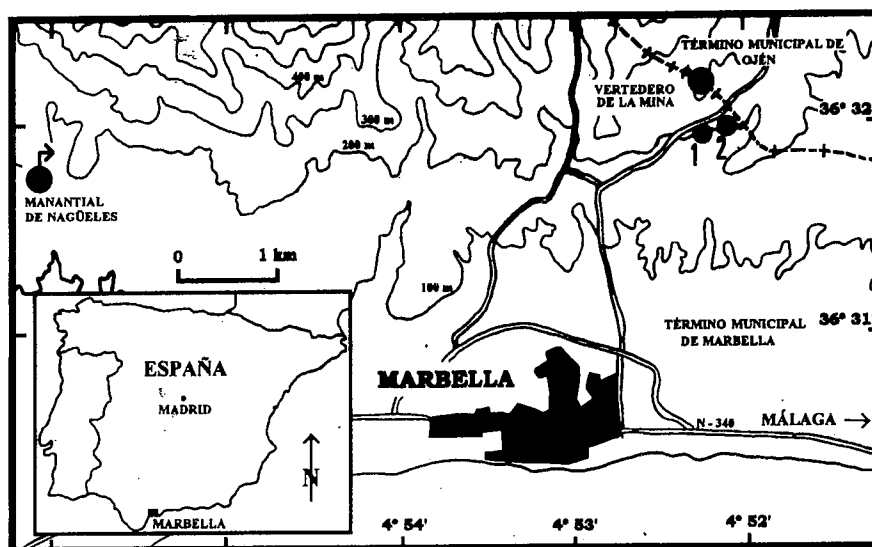 TÉRMINO MUNICIPAL DE
OJÉN
400 m
VERTEDERO
DE LA MINA
300 m
36° 32
200 m
1
2
MANANTIAL
DE NAGÜELES
0 1 km
100 m
TÉRMINO MUNICIPAL
DE MARBELLA
36° 31
ESPAÑA
MADRID
N
MARBELLA
MARBELLA
N - 340
MÁLAGA
4° 54'
4° 53'
4° 52'